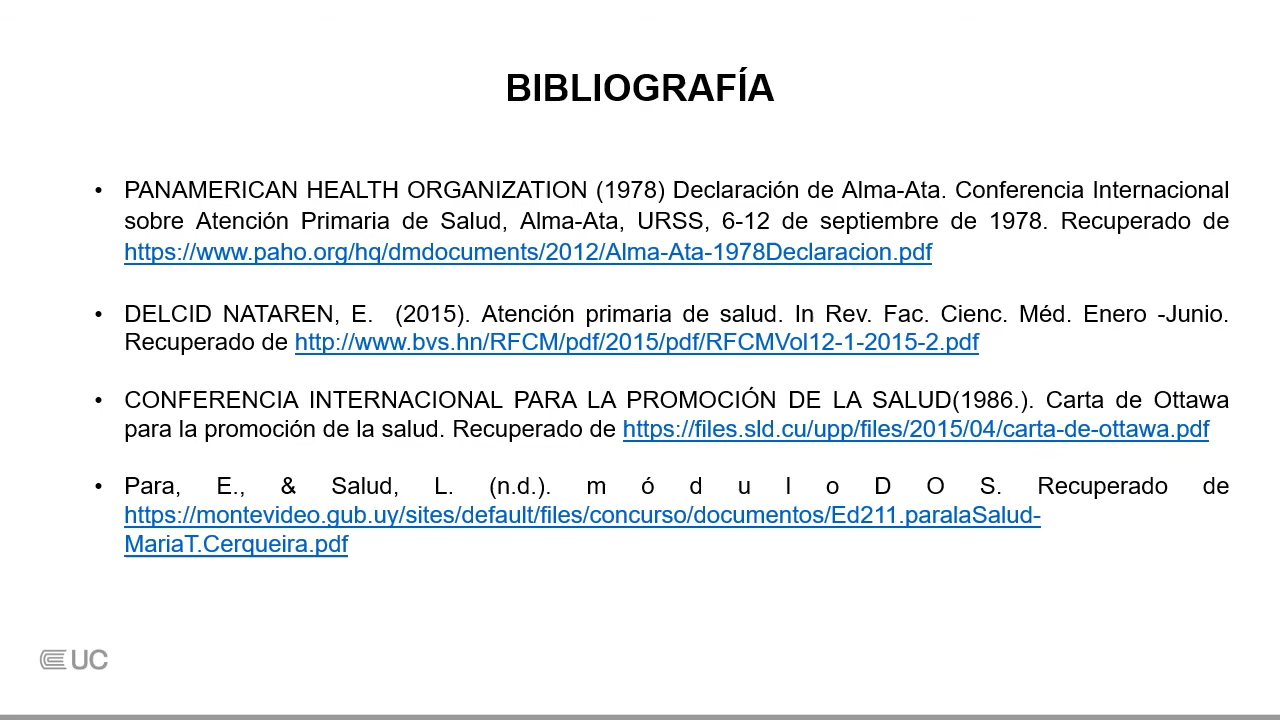 BIBLIOGRAFÍA
• PANAMERICAN HEALTH ORGANIZATION (1978) Declaración de Alma-Ata. Conferencia Internacional
sobre Atención Primaria de Salud, Alma-Ata, URSS, 6-12 de septiembre de 1978. Recuperado de
https://www.paho.org/hq/dmdocuments/2012/Alma-Ata-1978Declaracion.pdf
• DELCID NATAREN, E. (2015). Atención primaria de salud. In Rev. Fac. Cienc. Méd. Enero -Junio.
Recuperado de http://www.bvs.hn/RFCM/pdf/2015/pdf/RFCMVol12-1-2015-2.pdf
• CONFERENCIA INTERNACIONAL PARA LA PROMOCIÓN DE LA SALUD(1986.). Carta de Ottawa
para la promoción de la salud. Recuperado de https://files.sld.cu/upp/files/2015/04/carta-de-ottawa.pdf
• Para, E., & Salud, L. (n.d.). m ó d u l o D O S. Recuperado de
https://montevideo.gub.uy/sites/default/files/concurso/documentos/Ed211.paralaSalud-
MariaT.Cerqueira.pdf
UC